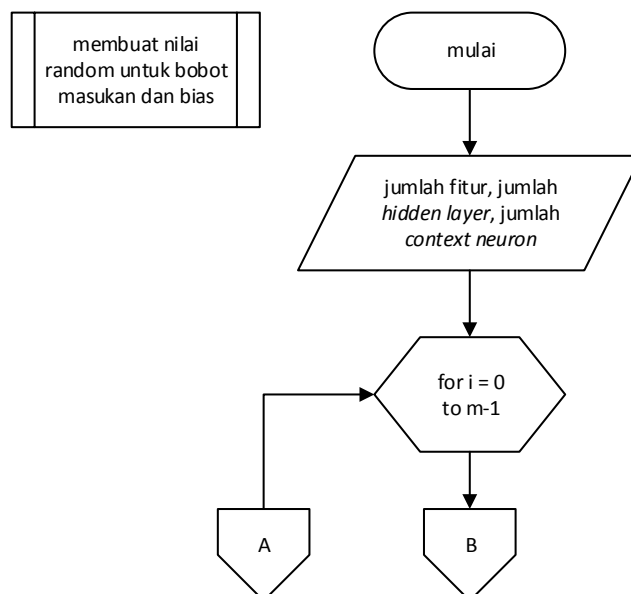 membuat nilai
random untuk bobot
masukan dan bias
mulai
jumlah fitur, jumlah
hidden layer, jumlah
context neuron
for i = 0
to m-1
A
B